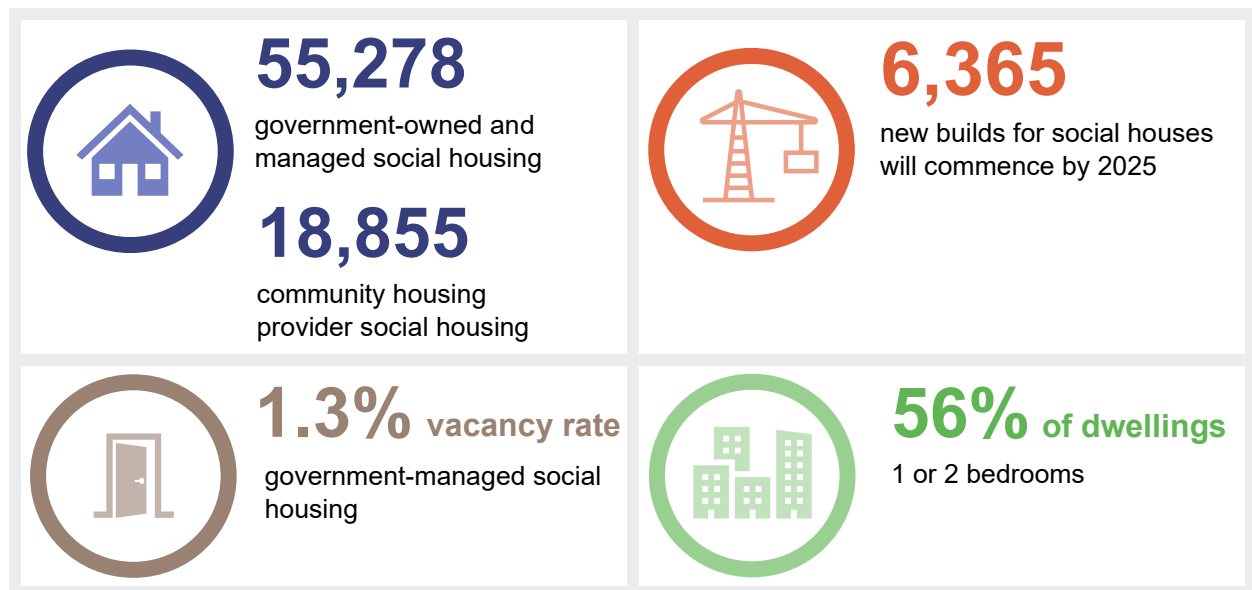 55,278
government-owned and
managed social housing
18,855
community housing
provider social housing
6,365
new builds for social houses
will commence by 2025
1.3% vacancy rate
government-managed social
housing
56% of dwellings
1 or 2 bedrooms